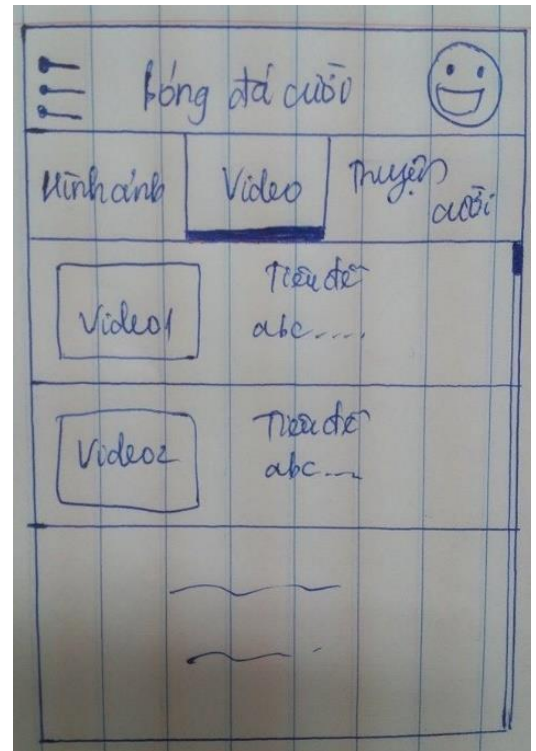 Bóng đá cười
Hình ảnh
Video
Truyện
cười
Video1
Tiêu đề
abc....
Video2
Tiêu đề
abc...